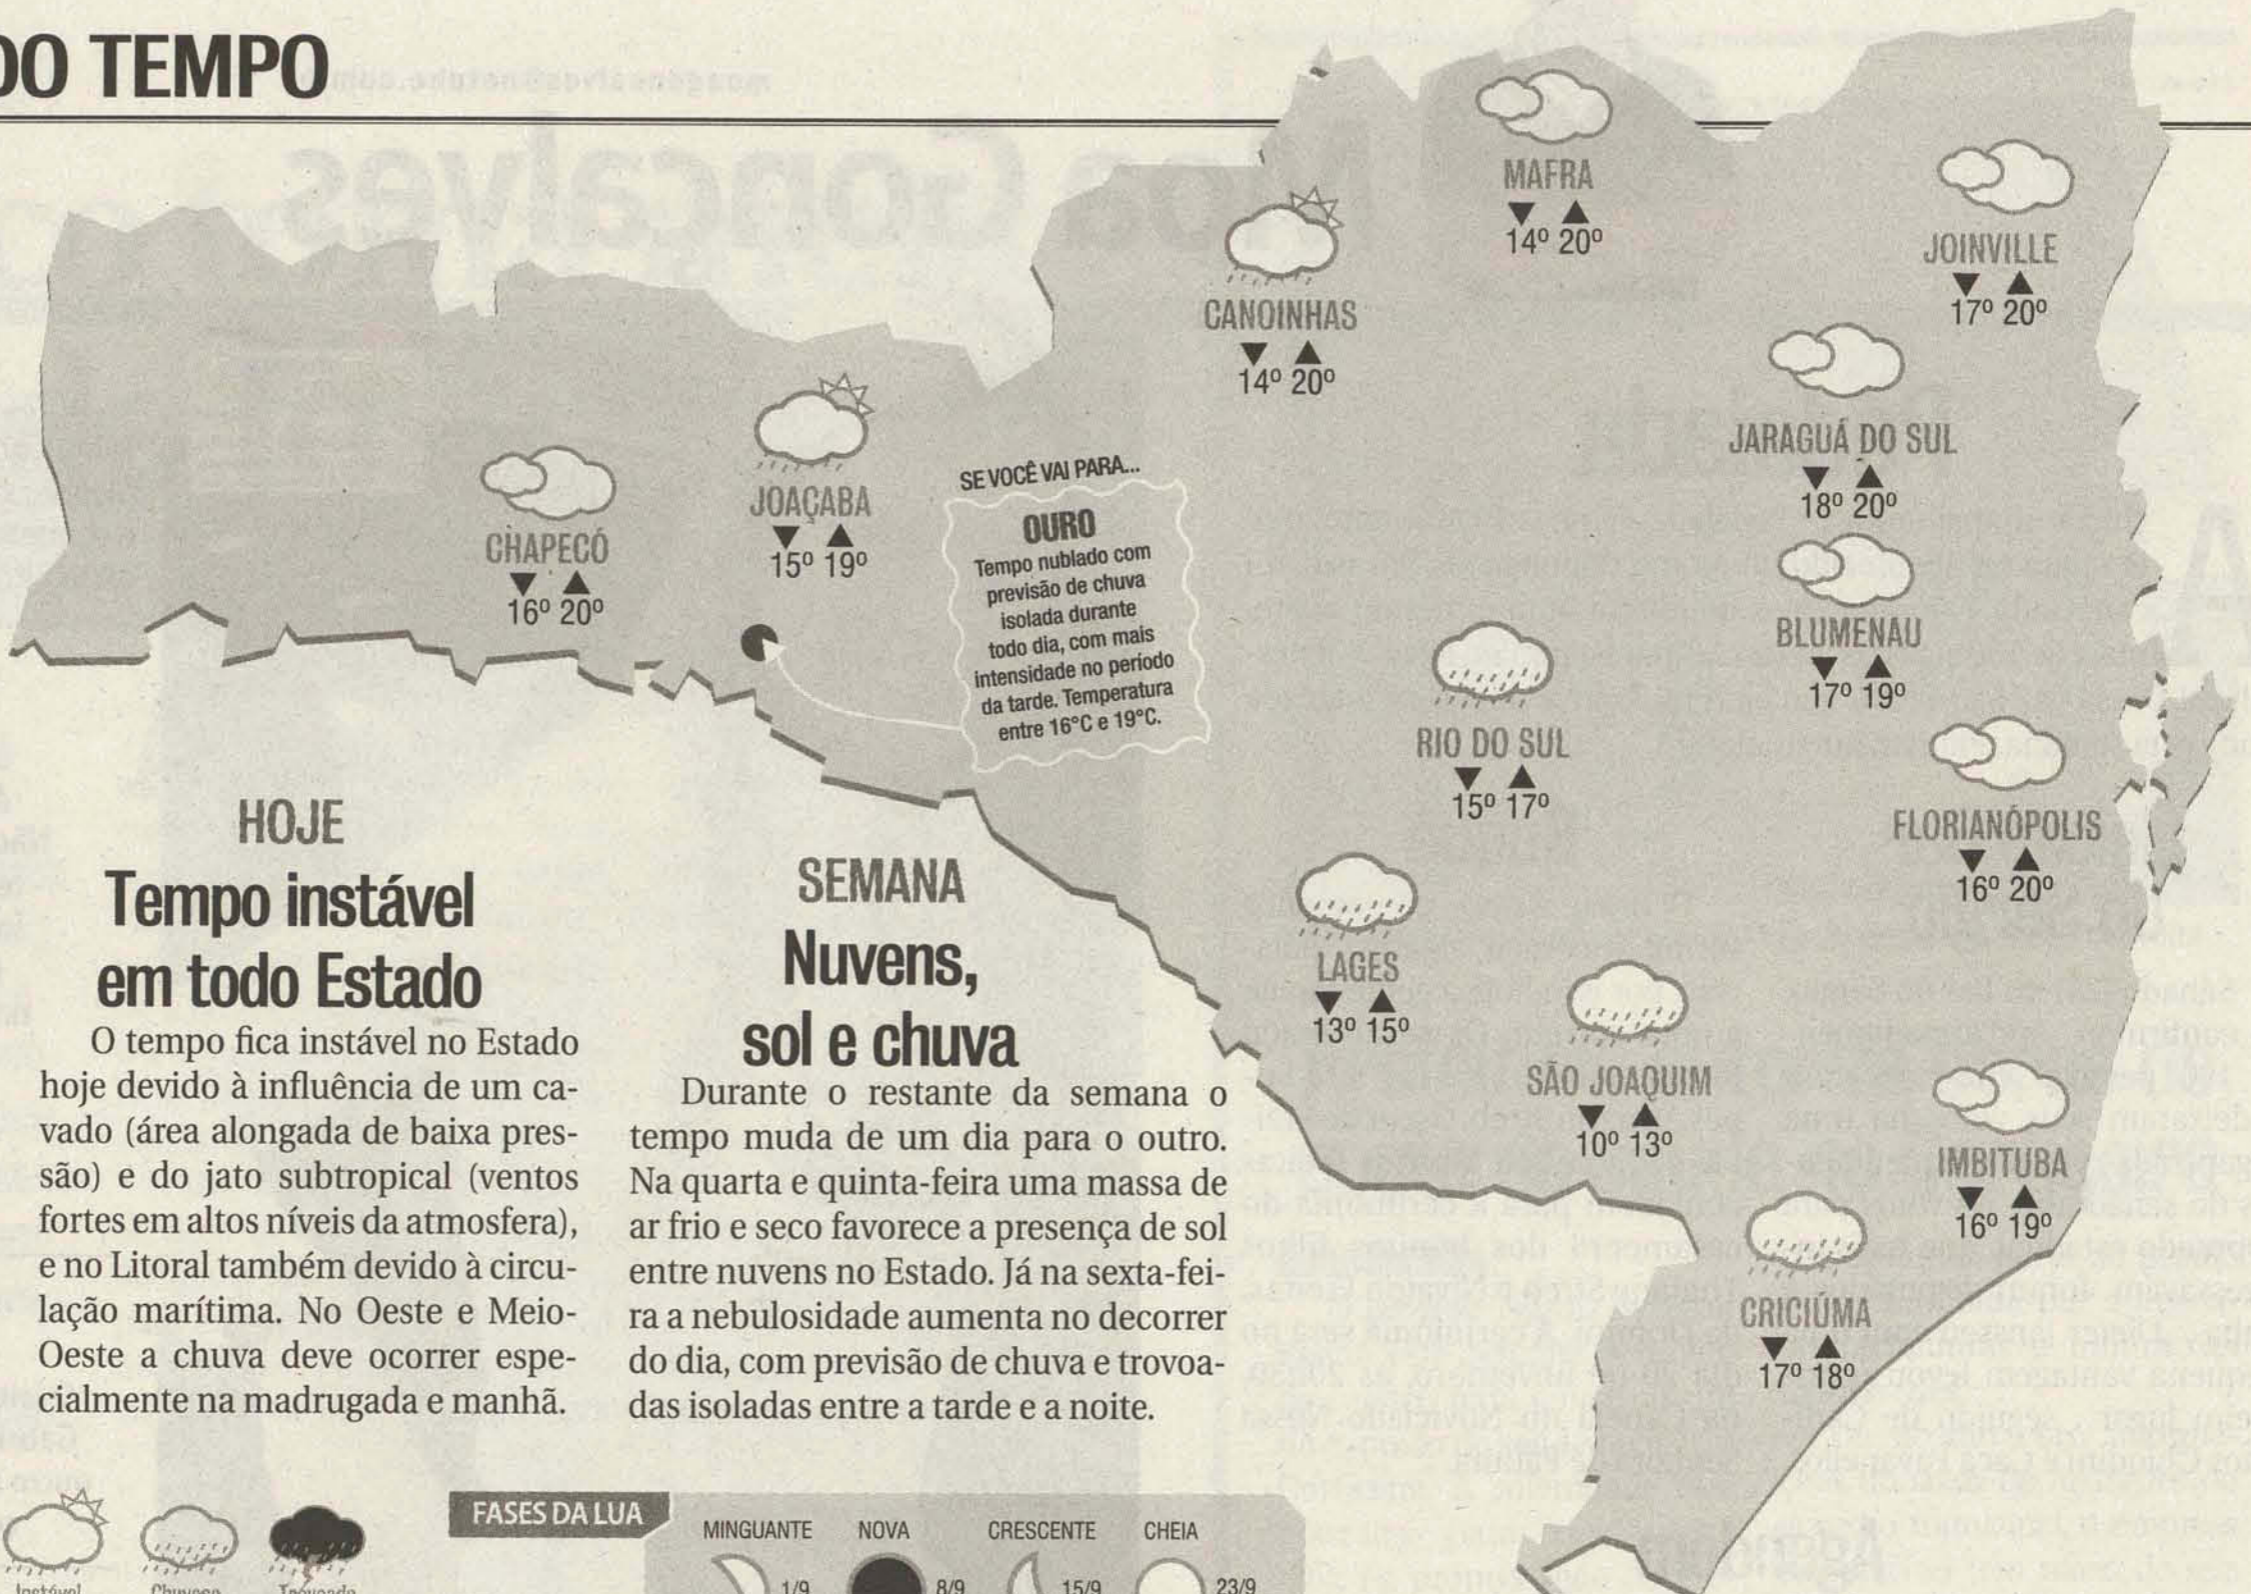 DO TEMPO
MAFRA
14º 20º
JOINVILLE
17º 20º
CANOINHAS
14º 20º
JARAGUÁ DO SUL
18º 20º
JOAÇABA
15º 19º
CHAPECÓ
16º 20º
SE VOCÊ VAI PARA...
OURO
Tempo nublado com
previsão de chuva
isolada durante
todo dia, com mais
intensidade no período
da tarde. Temperatura
entre 16°C e 19°C.
BLUMENAU
17º 19º
RIO DO SUL
15º 17º
FLORIANÓPOLIS
16º 20º
LAGES
13º 15º
SÃO JOAQUIM
10º 13º
IMBITUBA
16º 19º
CRICIÚMA
17º 18º
HOJE
Tempo instável
em todo Estado
O tempo fica instável no Estado
hoje devido à influência de um ca-
vado (área alongada de baixa pres-
são) e do jato subtropical (ventos
fortes em altos níveis da atmosfera),
e no Litoral também devido à circu-
lação marítima. No Oeste e Meio-
Oeste a chuva deve ocorrer espe-
cialmente na madrugada e manhã.
SEMANA
Nuvens,
sol e chuva
Durante o restante da semana o
tempo muda de um dia para o outro.
Na quarta e quinta-feira uma massa de
ar frio e seco favorece a presença de sol
entre nuvens no Estado. Já na sexta-fei-
ra a nebulosidade aumenta no decorrer
do dia, com previsão de chuva e trovoa-
das isoladas entre a tarde e a noite.
Instável Chuvoso Trovoada
FASES DA LUA
MINGUANTE NOVA CRESCENTE CHEIA
1/9 8/9 15/9 23/9